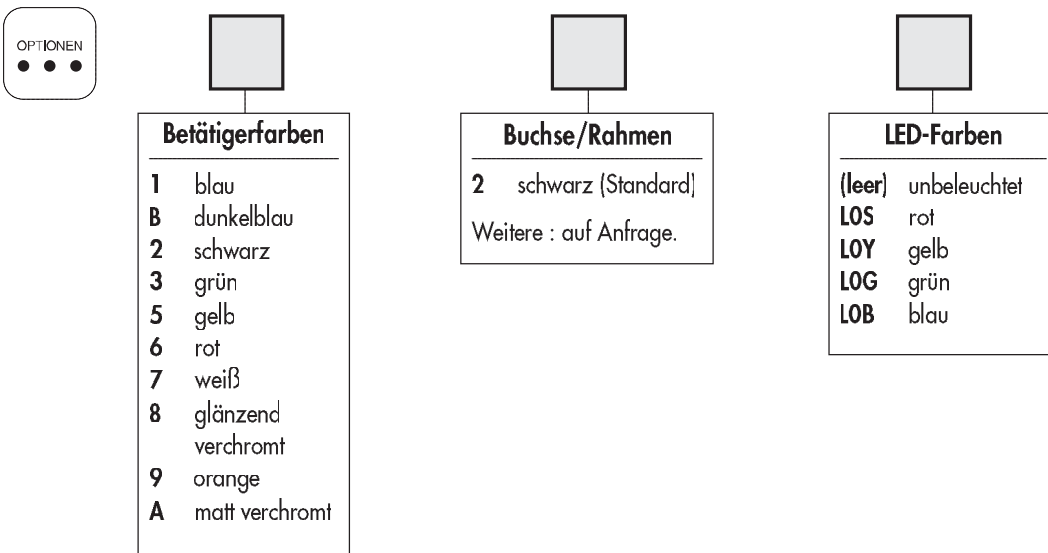 OPTIONEN
Betätigerfarben
1 blau
B dunkelblau
2 schwarz
3 grün
5 gelb
6 rot
7 weiß
8 glänzend
verchromt
9 orange
A matt verchromt
Buchse/Rahmen
2 schwarz (Standard)
Weitere : auf Anfrage.
LED-Farben
(leer) unbeleuchtet
L0S rot
L0Y gelb
L0G grün
L0B blau